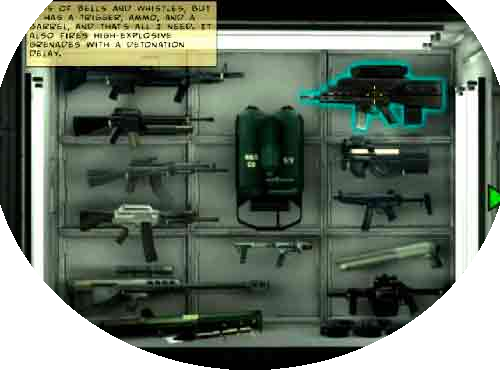 OF BELLS AND WHISTLES, BUT
HAS A TRIGGER, AMMO, AND A
BARREL, AND THAT'S ALL I NEED. IT
ALSO FIRES HIGH-EXPLOSIVE
GRENADES WITH A DETONATION
DELAY.